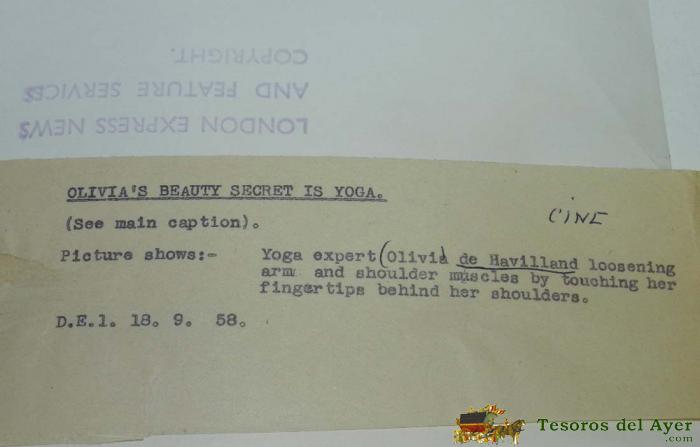 LONDON EXPRESS NEWS
AND FEATURE SERVICES
COPYRIGHT.
OLIVIA'S BEAUTY SECRET IS YOGA.
(See main caption).
CINE
Picture shows:- Yoga expert (Olivia de Havilland loosening
arm and shoulder muscles by touching her
fingertips behind her shoulders.
D.E.1. 18. 9. 58.
Tesoros del Ayer
.com